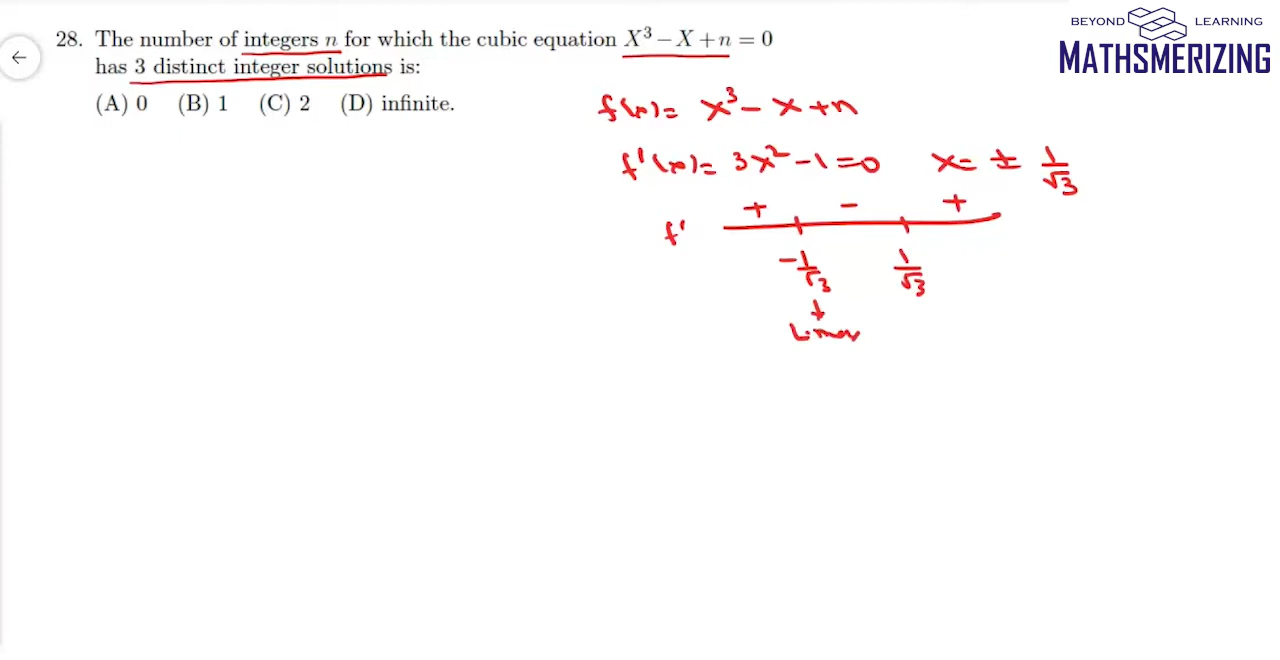 BEYOND LEARNING
MATHSMERIZING
28. The number of integers n for which the cubic equation X³ − X + n = 0
has 3 distinct integer solutions is:
(A) 0 (B) 1 (C) 2 (D) infinite.
f(x) = x³ − x + n
f'(x) = 3x² − 1 = 0 x = ± 1/√3
+ − +
f'
−1/√3 1/√3